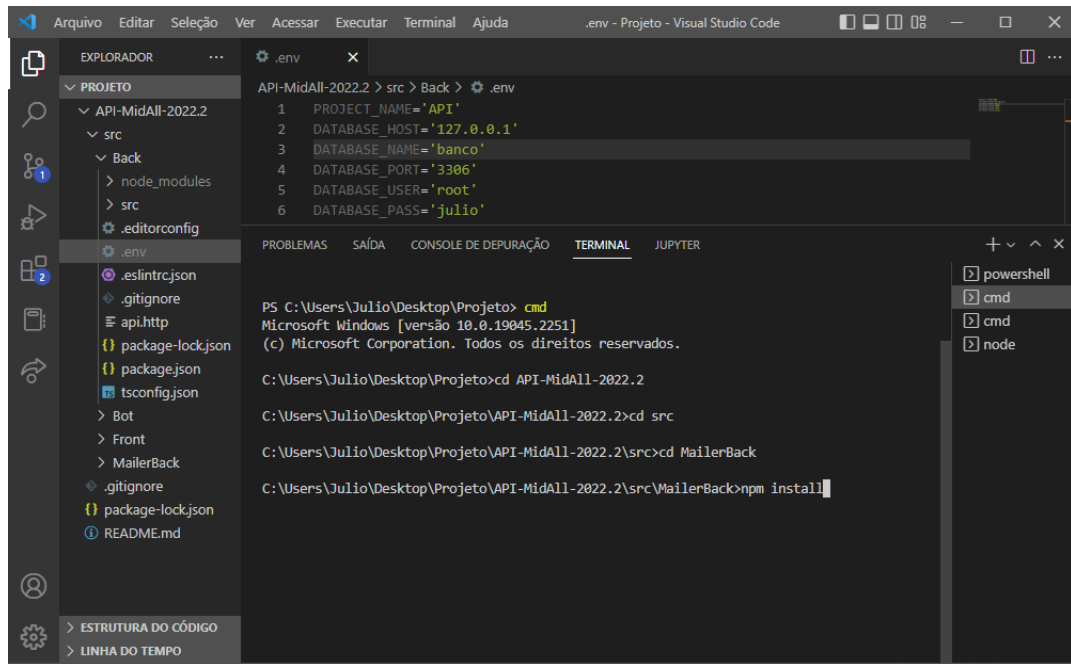 Arquivo Editar Seleção Ver Acessar Executar Terminal Ajuda .env - Projeto - Visual Studio Code
EXPLORADOR
PROJETO
API-MidAll-2022.2
src
Back
node_modules
src
.editorconfig
.env
.eslintrc.json
.gitignore
api.http
package-lock.json
package.json
TS tsconfig.json
Bot
Front
MailerBack
.gitignore
package-lock.json
README.md
ESTRUTURA DO CÓDIGO
LINHA DO TEMPO
1
2
.env
API-MidAll-2022.2 > src > Back > .env
1 PROJECT_NAME='API'
2 DATABASE_HOST='127.0.0.1'
3 DATABASE_NAME='banco'
4 DATABASE_PORT='3306'
5 DATABASE_USER='root'
6 DATABASE_PASS='julio'
PROBLEMAS SAÍDA CONSOLE DE DEPURAÇÃO TERMINAL JUPYTER
PS C:\Users\Julio\Desktop\Projeto> cmd
Microsoft Windows [versão 10.0.19045.2251]
(c) Microsoft Corporation. Todos os direitos reservados.
C:\Users\Julio\Desktop\Projeto>cd API-MidAll-2022.2
C:\Users\Julio\Desktop\Projeto\API-MidAll-2022.2>cd src
C:\Users\Julio\Desktop\Projeto\API-MidAll-2022.2\src>cd MailerBack
C:\Users\Julio\Desktop\Projeto\API-MidAll-2022.2\src\MailerBack>npm install
powershell
cmd
cmd
node